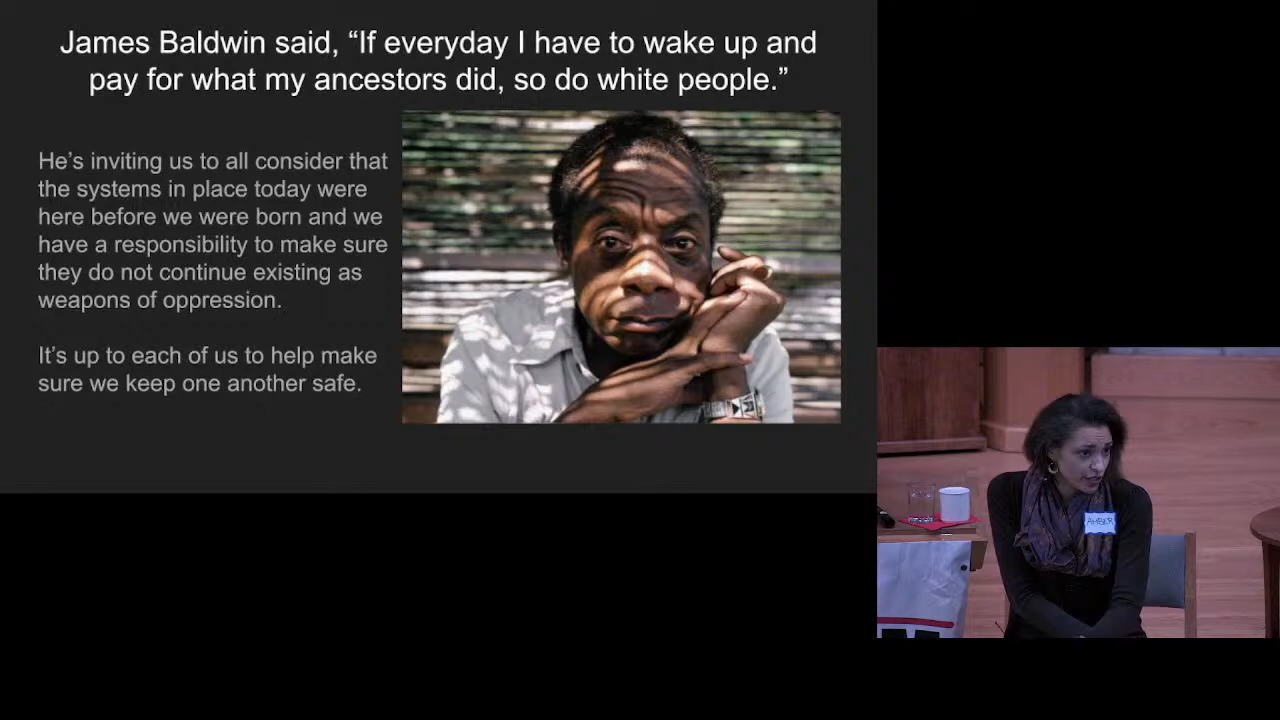 James Baldwin said, “If everyday I have to wake up and
pay for what my ancestors did, so do white people.”
He’s inviting us to all consider that
the systems in place today were
here before we were born and we
have a responsibility to make sure
they do not continue existing as
weapons of oppression.
It’s up to each of us to help make
sure we keep one another safe.
AMBER